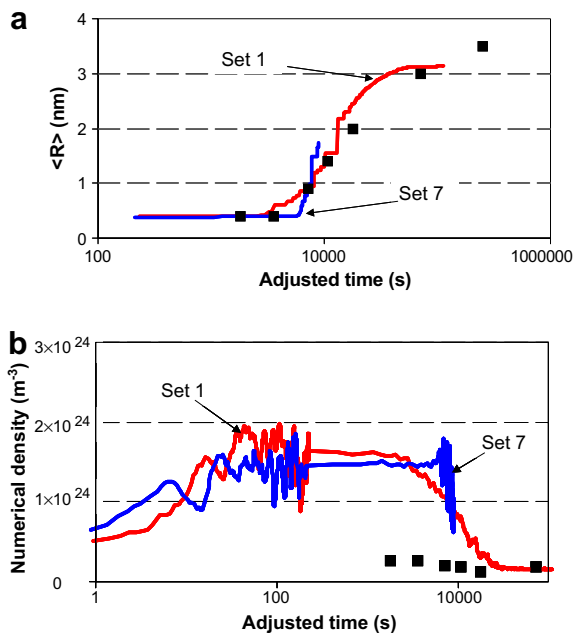 a
4
3
2
1
0
<R> (nm)
Set 1
Set 7
100
10000
1000000
Adjusted time (s)
b
3×10 24
2×10 24
1×10 24
0
Numerical density (m-3)
Set 1
Set 7
1
100
10000
Adjusted time (s)